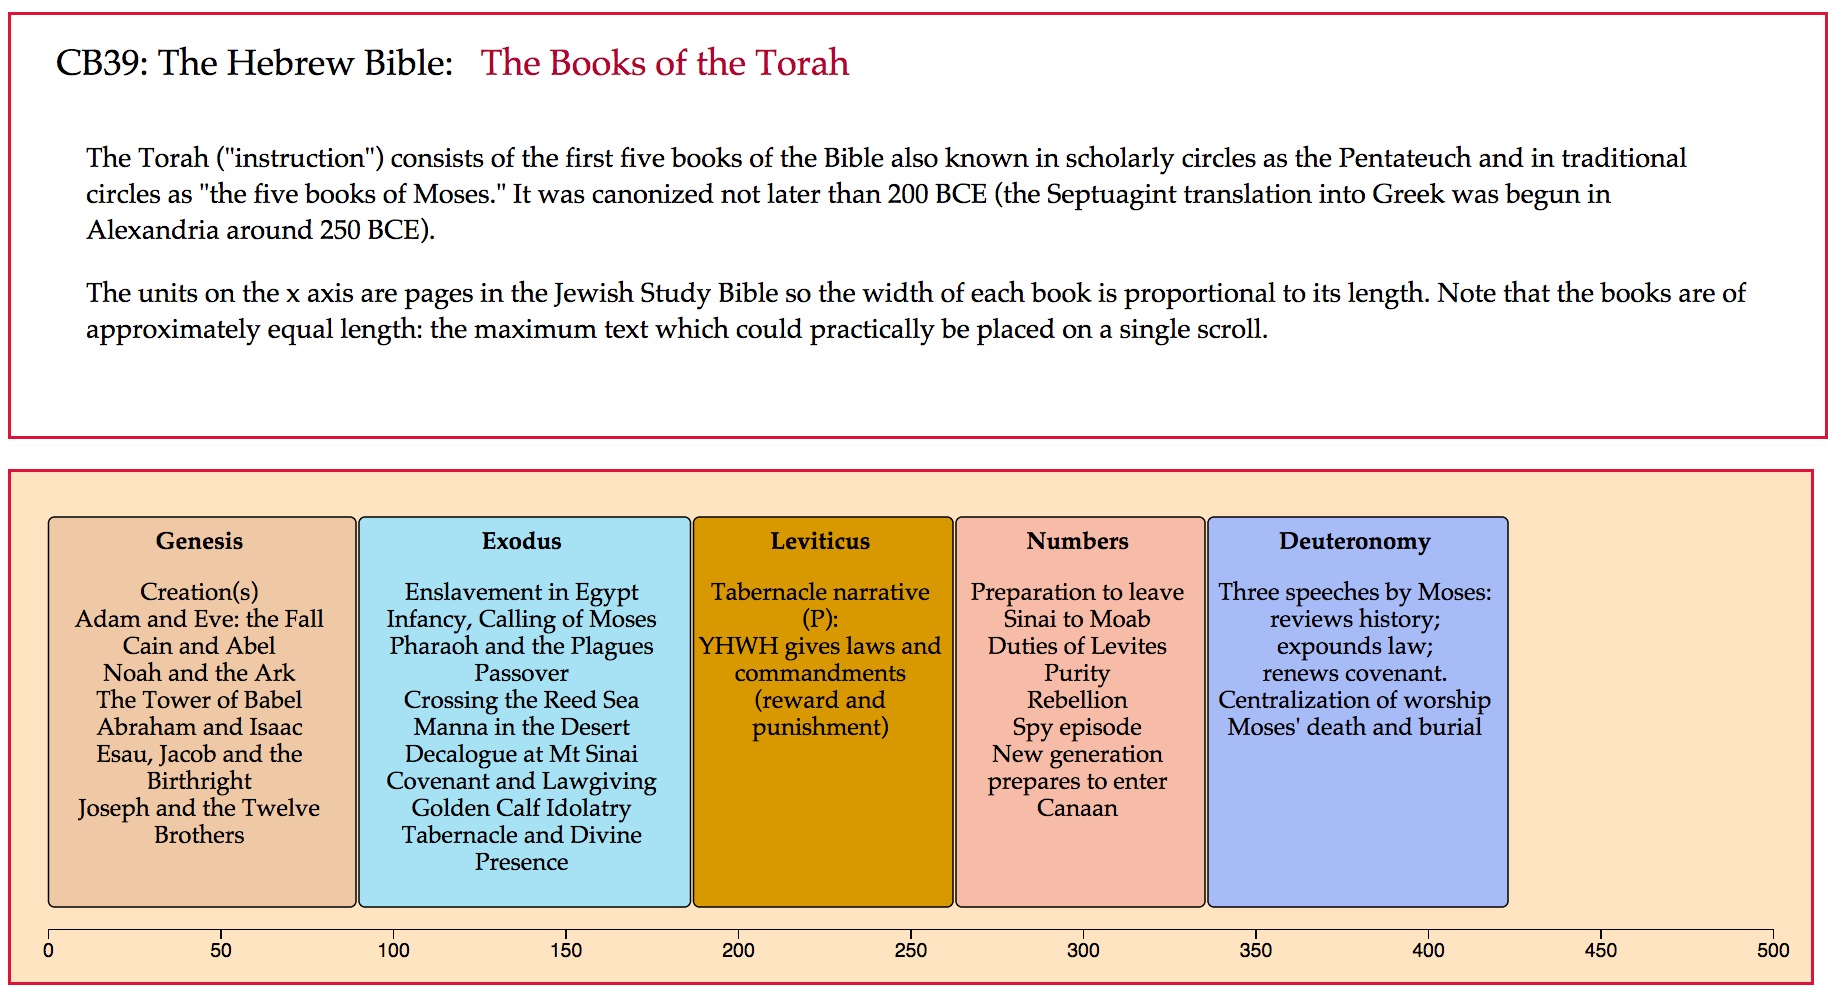 CB39: The Hebrew Bible: The Books of the Torah
The Torah ("instruction") consists of the first five books of the Bible also known in scholarly circles as the Pentateuch and in traditional
circles as "the five books of Moses." It was canonized not later than 200 BCE (the Septuagint translation into Greek was begun in
Alexandria around 250 BCE).
The units on the x axis are pages in the Jewish Study Bible so the width of each book is proportional to its length. Note that the books are of
approximately equal length: the maximum text which could practically be placed on a single scroll.
Genesis
Creation(s)
Adam and Eve: the Fall
Cain and Abel
Noah and the Ark
The Tower of Babel
Abraham and Isaac
Esau, Jacob and the
Birthright
Joseph and the Twelve
Brothers
Exodus
Enslavement in Egypt
Infancy, Calling of Moses
Pharaoh and the Plagues
Passover
Crossing the Reed Sea
Manna in the Desert
Decalogue at Mt Sinai
Covenant and Lawgiving
Golden Calf Idolatry
Tabernacle and Divine
Presence
Leviticus
Tabernacle narrative
(P):
YHWH gives laws and
commandments
(reward and
punishment)
Numbers
Preparation to leave
Sinai to Moab
Duties of Levites
Purity
Rebellion
Spy episode
New generation
prepares to enter
Canaan
Deuteronomy
Three speeches by Moses:
reviews history;
expounds law;
renews covenant.
Centralization of worship
Moses' death and burial
0 50 100 150 200 250 300 350 400 450 500